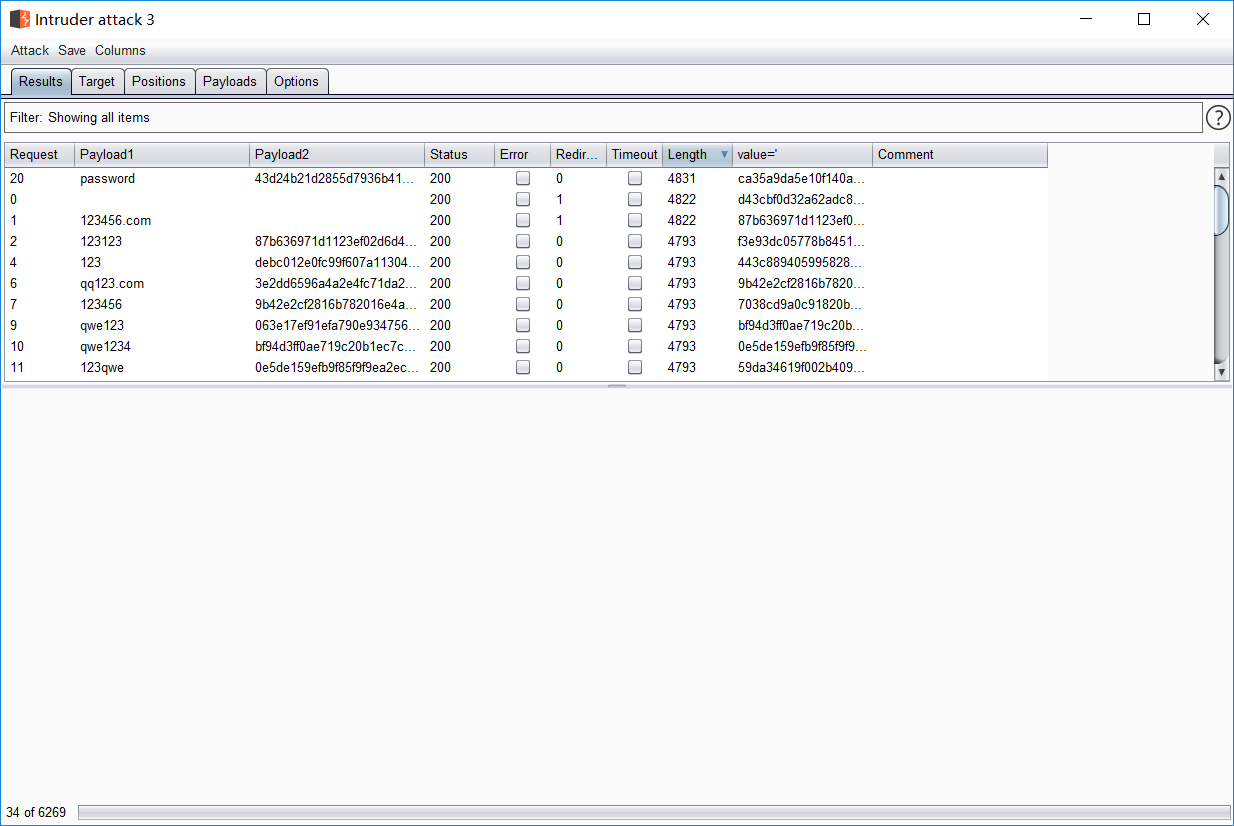 Intruder attack 3
Attack Save Columns
Results Target Positions Payloads Options
Filter: Showing all items ?
Request Payload1 Payload2 Status Error Redir... Timeout Length value=' Comment
20 password 43d24b21d2855d7936b41... 200 0 4831 ca35a9da5e10f140a...
0 200 1 4822 d43cbf0d32a62adc8...
1 123456.com 200 1 4822 87b636971d1123ef0...
2 123123 87b636971d1123ef02d6d4... 200 0 4793 f3e93dc05778b8451...
4 123 debc012e0fc99f607a11304... 200 0 4793 443c889405995828...
6 qq123.com 3e2dd6596a4a2e4fc71da2... 200 0 4793 9b42e2cf2816b7820...
7 123456 9b42e2cf2816b782016e4a... 200 0 4793 7038cd9a0c91820b...
9 qwe123 063e17ef91efa790e934756... 200 0 4793 bf94d3ff0ae719c20b...
10 qwe1234 bf94d3ff0ae719c20b1ec7c... 200 0 4793 0e5de159efb9f85f9f9...
11 123qwe 0e5de159efb9f85f9f9ea2ec... 200 0 4793 59da34619f002b409...
34 of 6269